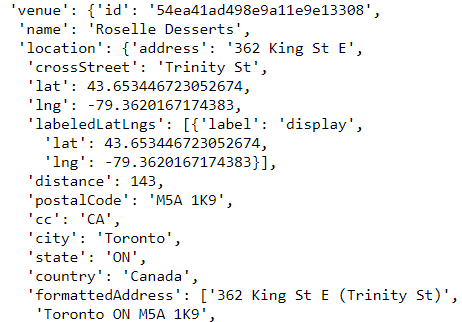 'venue': {'id': '54ea41ad498e9a11e9e13308',
'name': 'Roselle Desserts',
'location': {'address': '362 King St E',
'crossStreet': 'Trinity St',
'lat': 43.653446723052674,
'lng': -79.3620167174383,
'labeledLatLngs': [{'label': 'display',
'lat': 43.653446723052674,
'lng': -79.3620167174383}],
'distance': 143,
'postalCode': 'M5A 1K9',
'cc': 'CA',
'city': 'Toronto',
'state': 'ON',
'country': 'Canada',
'formattedAddress': ['362 King St E (Trinity St)',
'Toronto ON M5A 1K9',